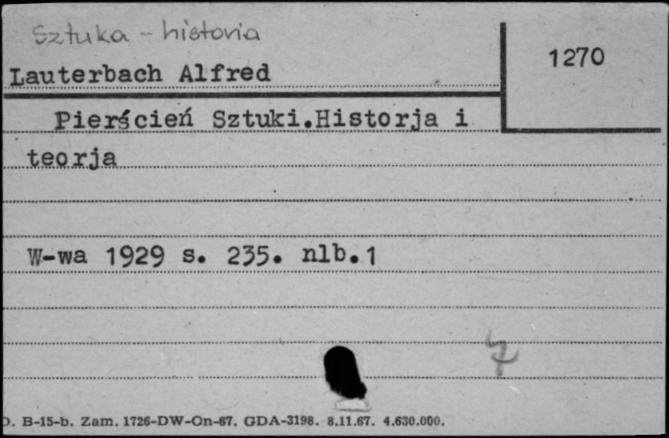 Sztuka - historia
Lauterbach Alfred
1270
Pierścień Sztuki.Historja i
teorja
W-wa 1929 s. 235. nlb.1
7
D. B-15-b. Zam. 1726-DW-On-67. GDA-3198. 8.11.67. 4.630.000.